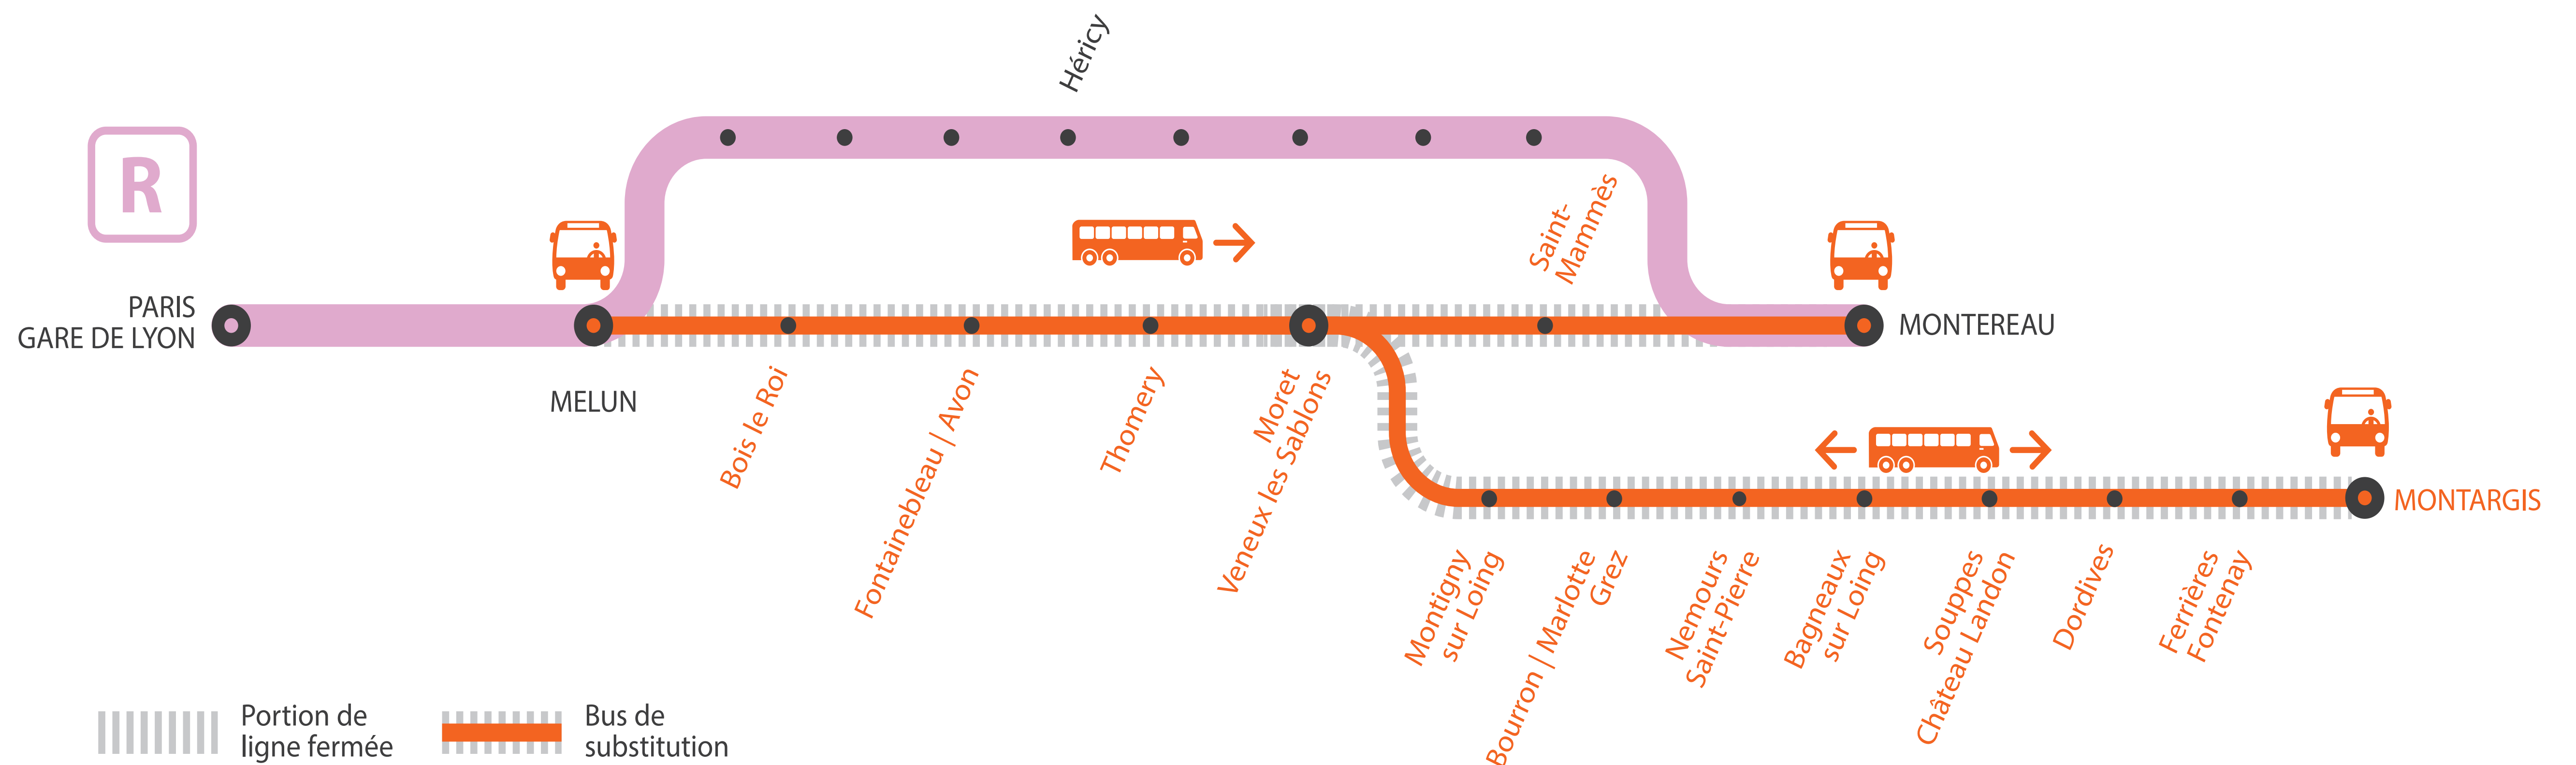 Héricy
R
Saint-
Mammès
PARIS
GARE DE LYON
MONTEREAU
MELUN
Bois le Roi
Fontainebleau | Avon
Thomery
Moret
Veneux les Sablons
MONTARGIS
Montigny
sur Loing
Bourron | Marlotte
Grez
Nemours
Saint-Pierre
Bagneaux
sur Loing
Souppes
Château Landon
Dordives
Ferrières
Fontenay
Portion de
ligne fermée
Bus de
substitution